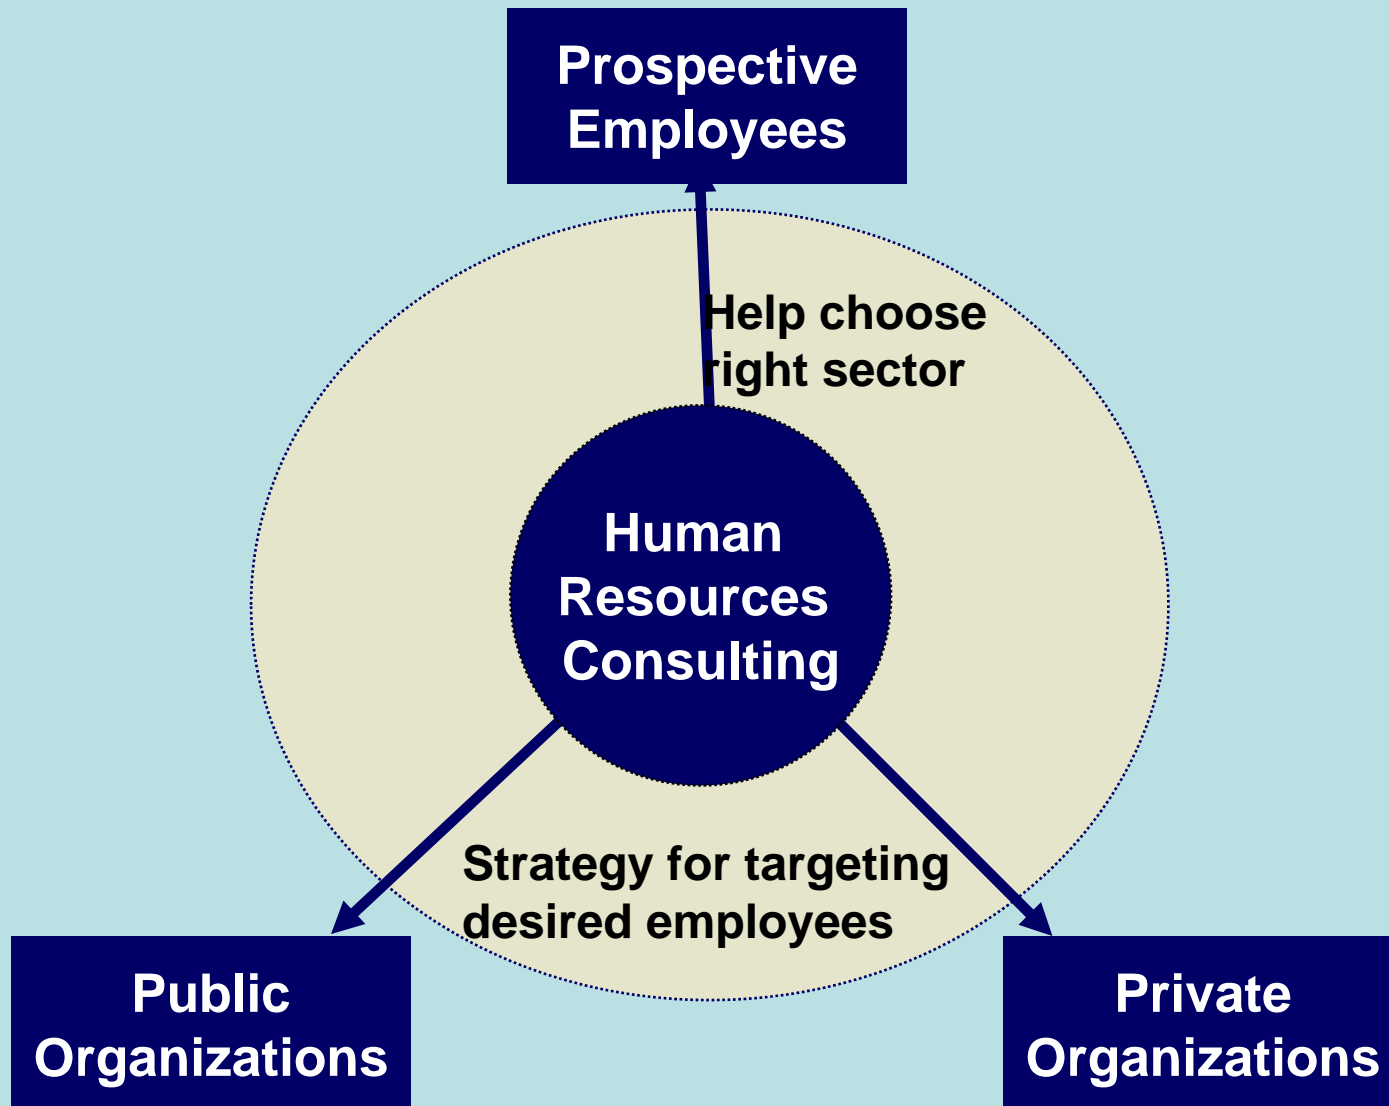 Prospective
Employees
Help choose
right sector
Human
Resources
Consulting
Strategy for targeting
desired employees
Public
Organizations
Private
Organizations